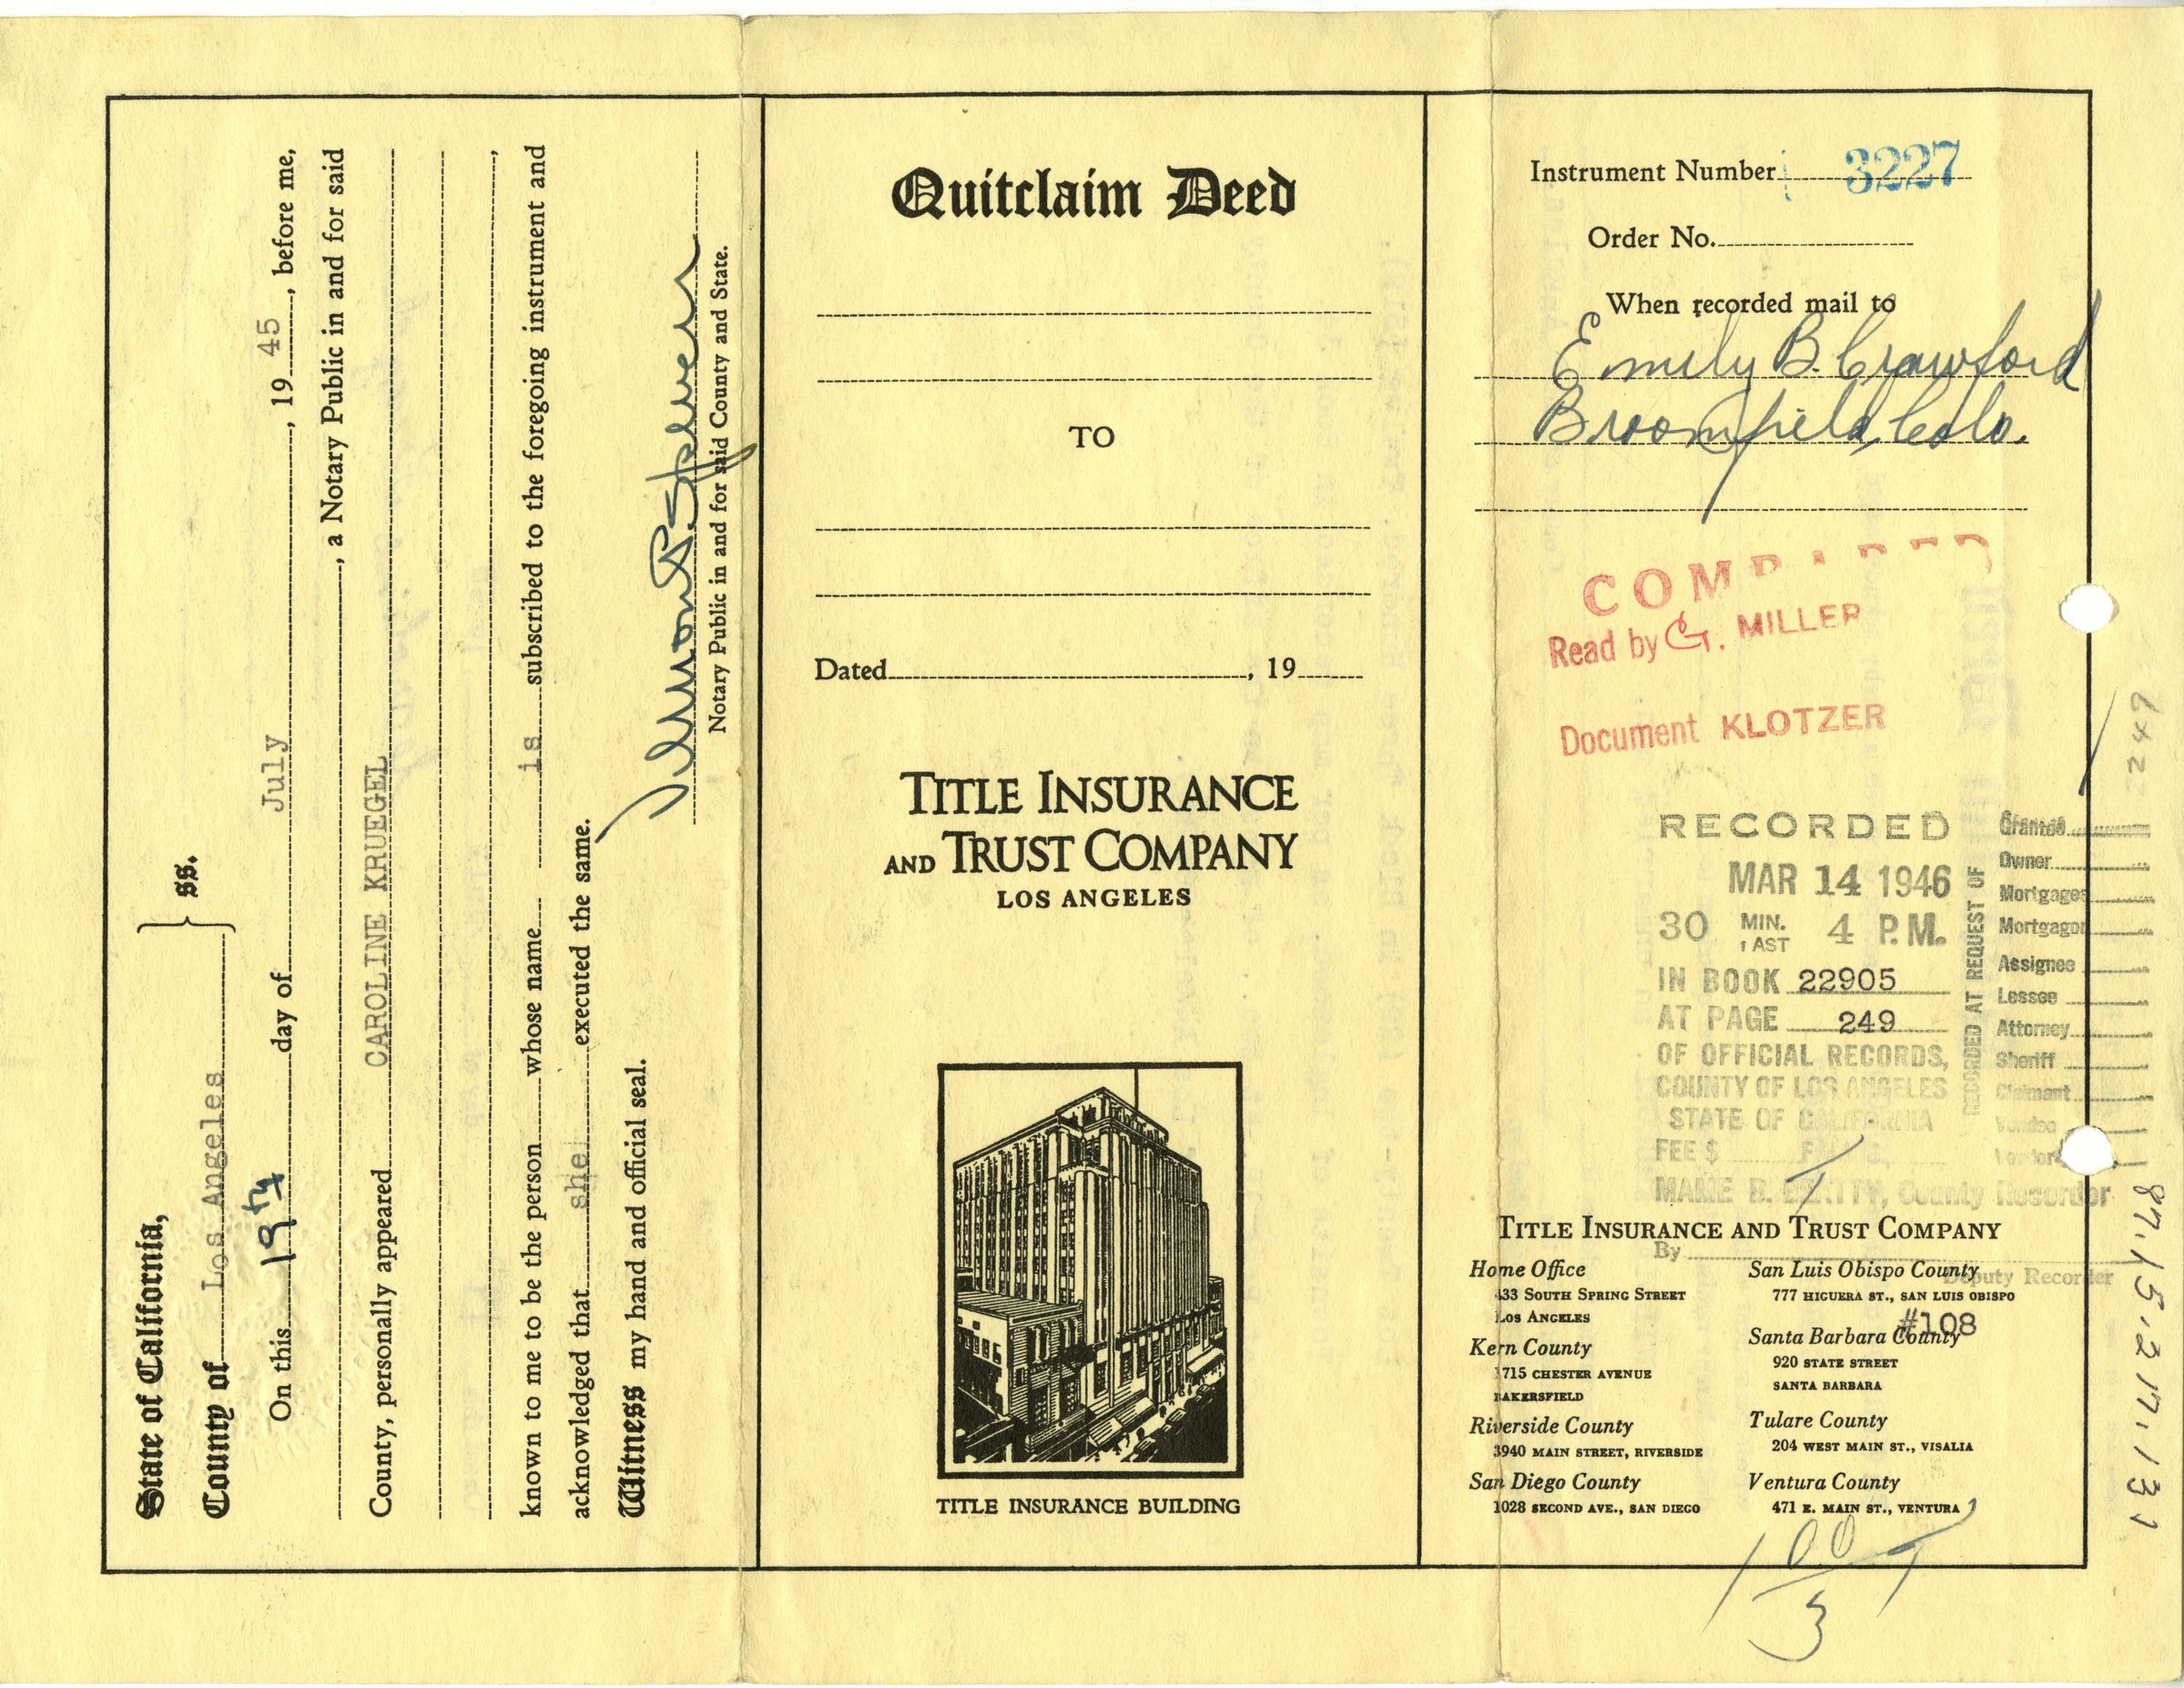 State of California,
County of Los Angeles } ss.
On this 19th day of July, 1945, before me,
, a Notary Public in and for said
County, personally appeared CAROLINE KRUEGEL
,
known to me to be the person whose name is subscribed to the foregoing instrument and
acknowledged that she executed the same.
Witness my hand and official seal.
Notary Public in and for said County and State.
Quitclaim Deed
TO
Dated , 19
TITLE INSURANCE
AND TRUST COMPANY
LOS ANGELES
TITLE INSURANCE BUILDING
Instrument Number 3227
Order No.
When recorded mail to
Emily B. Crawford
Broomfield, Colo.
Read by G. MILLER
Document KLOTZER
RECORDED
MAR 14 1946
30 MIN. PAST 4 P.M.
IN BOOK 22905
AT PAGE 249
OF OFFICIAL RECORDS,
COUNTY OF LOS ANGELES
STATE OF CALIFORNIA
FEE $
MAME B. BEATTY, County Recorder
By
Deputy Recorder
RECORDED AT REQUEST OF
Grantee
Owner
Mortgagee
Mortgagor
Assignee
Lessee
Attorney
Sheriff
Claimant
Vendee
Vendor
249
87.15.217.131
TITLE INSURANCE AND TRUST COMPANY
Home Office
433 SOUTH SPRING STREET
LOS ANGELES
Kern County
1715 CHESTER AVENUE
BAKERSFIELD
Riverside County
3940 MAIN STREET, RIVERSIDE
San Diego County
1028 SECOND AVE., SAN DIEGO
San Luis Obispo County
777 HIGUERA ST., SAN LUIS OBISPO
#108
Santa Barbara County
920 STATE STREET
SANTA BARBARA
Tulare County
204 WEST MAIN ST., VISALIA
Ventura County
471 E. MAIN ST., VENTURA
100
3